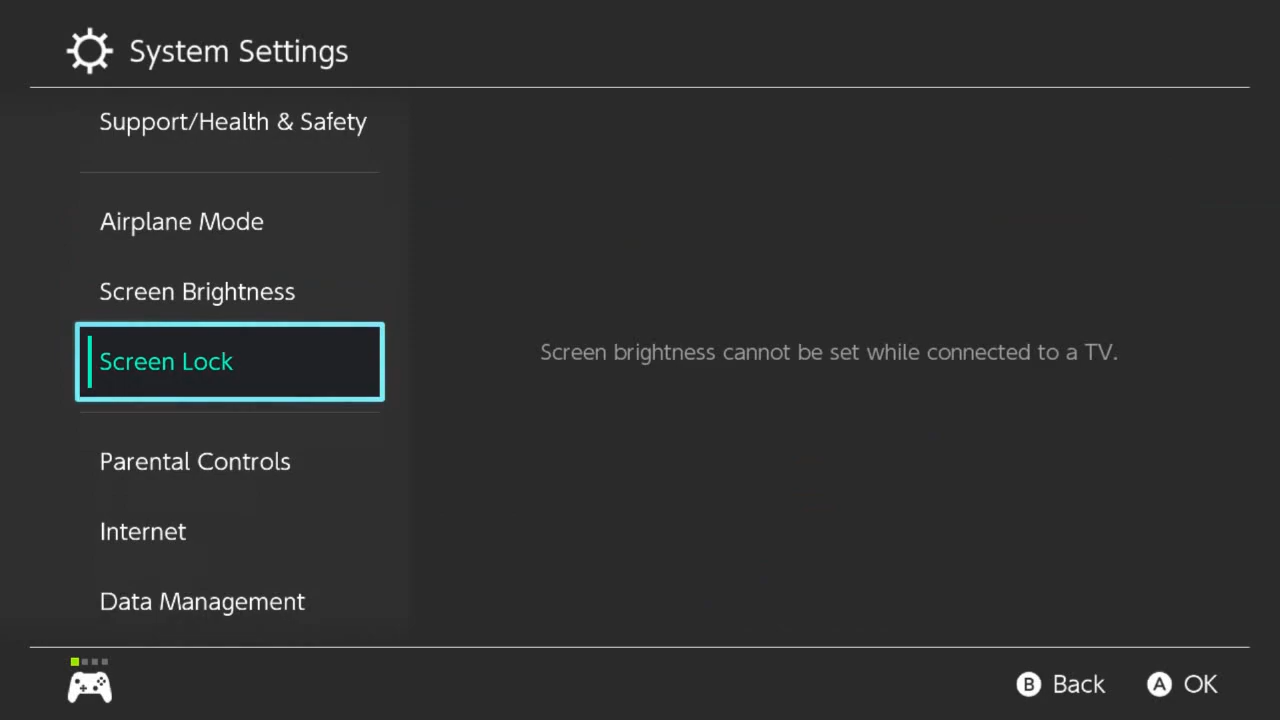 System Settings
Support/Health & Safety
Airplane Mode
Screen Brightness
Screen Lock
Parental Controls
Internet
Data Management
Screen brightness cannot be set while connected to a TV.
B Back
A OK